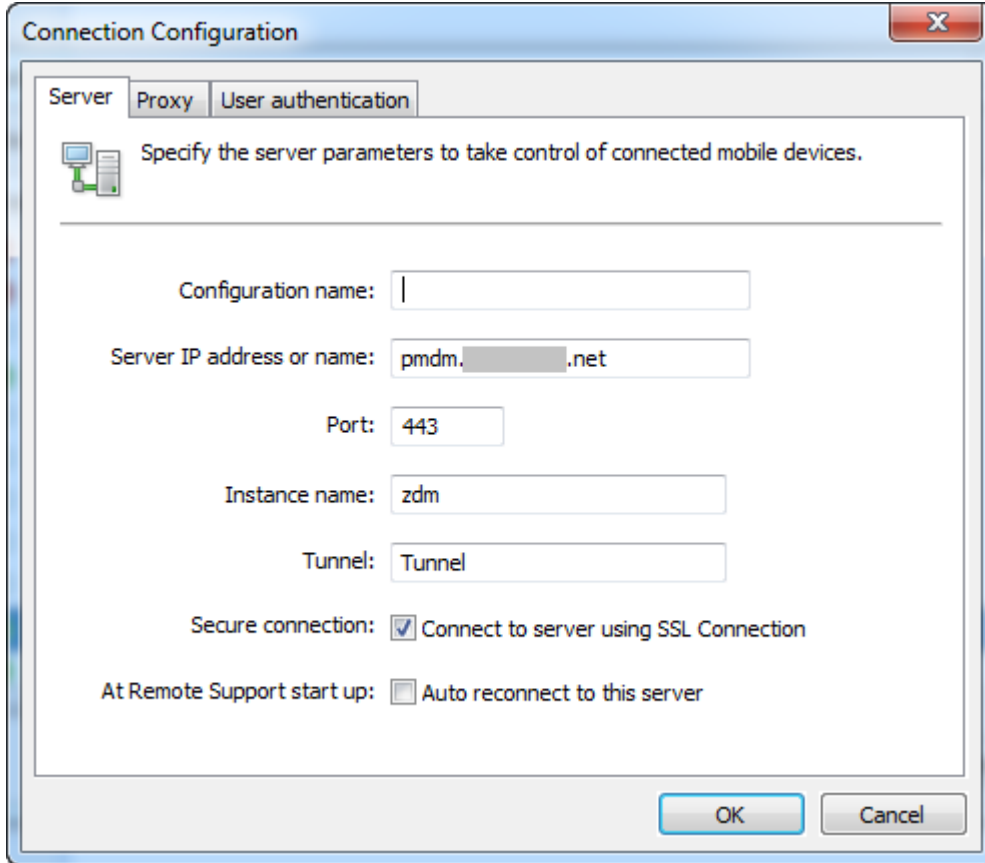 Connection Configuration
Server Proxy User authentication
Specify the server parameters to take control of connected mobile devices.
Configuration name:
Server IP address or name: pmdm. .net
Port: 443
Instance name: zdm
Tunnel: Tunnel
Secure connection: Connect to server using SSL Connection
At Remote Support start up: Auto reconnect to this server
OK Cancel